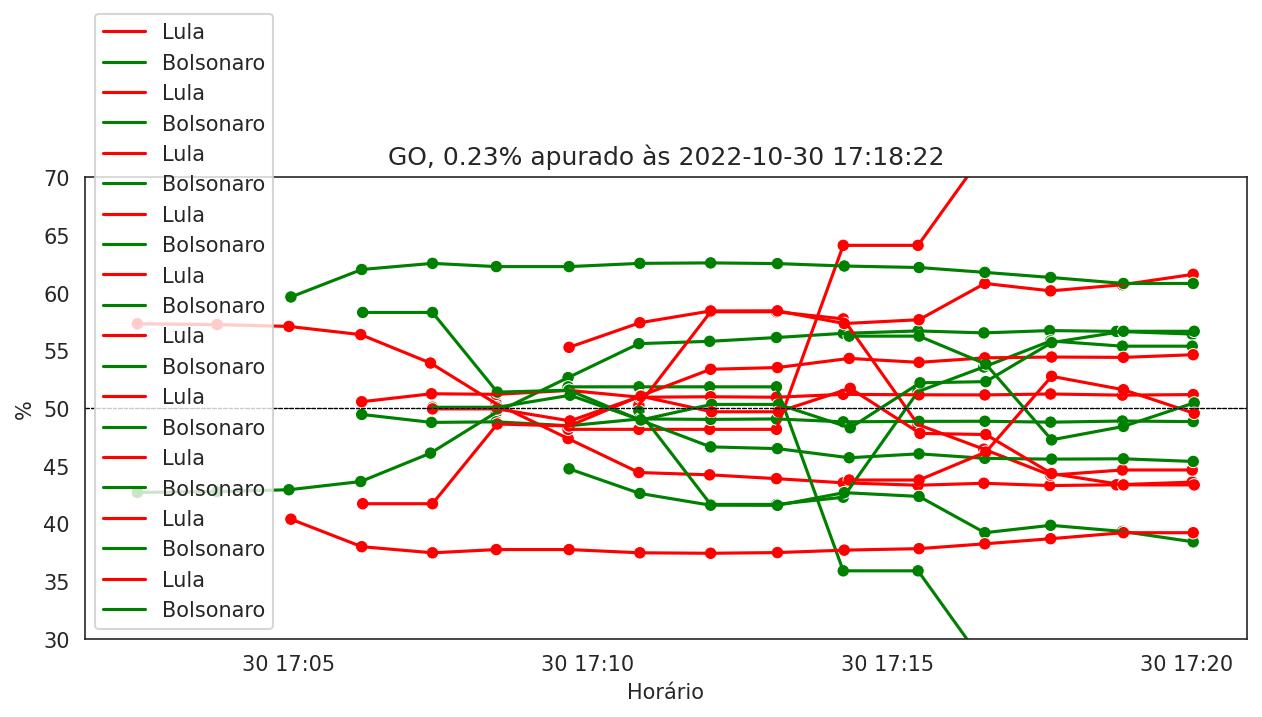 Lula
Bolsonaro
Lula
Bolsonaro
Lula
Bolsonaro
Lula
Bolsonaro
Lula
Bolsonaro
Lula
Bolsonaro
Lula
Bolsonaro
Lula
Bolsonaro
Lula
Bolsonaro
Lula
Bolsonaro
GO, 0.23% apurado às 2022-10-30 17:18:22
70
65
60
55
50
45
40
35
30
%
30 17:05
30 17:10
30 17:15
30 17:20
Horário